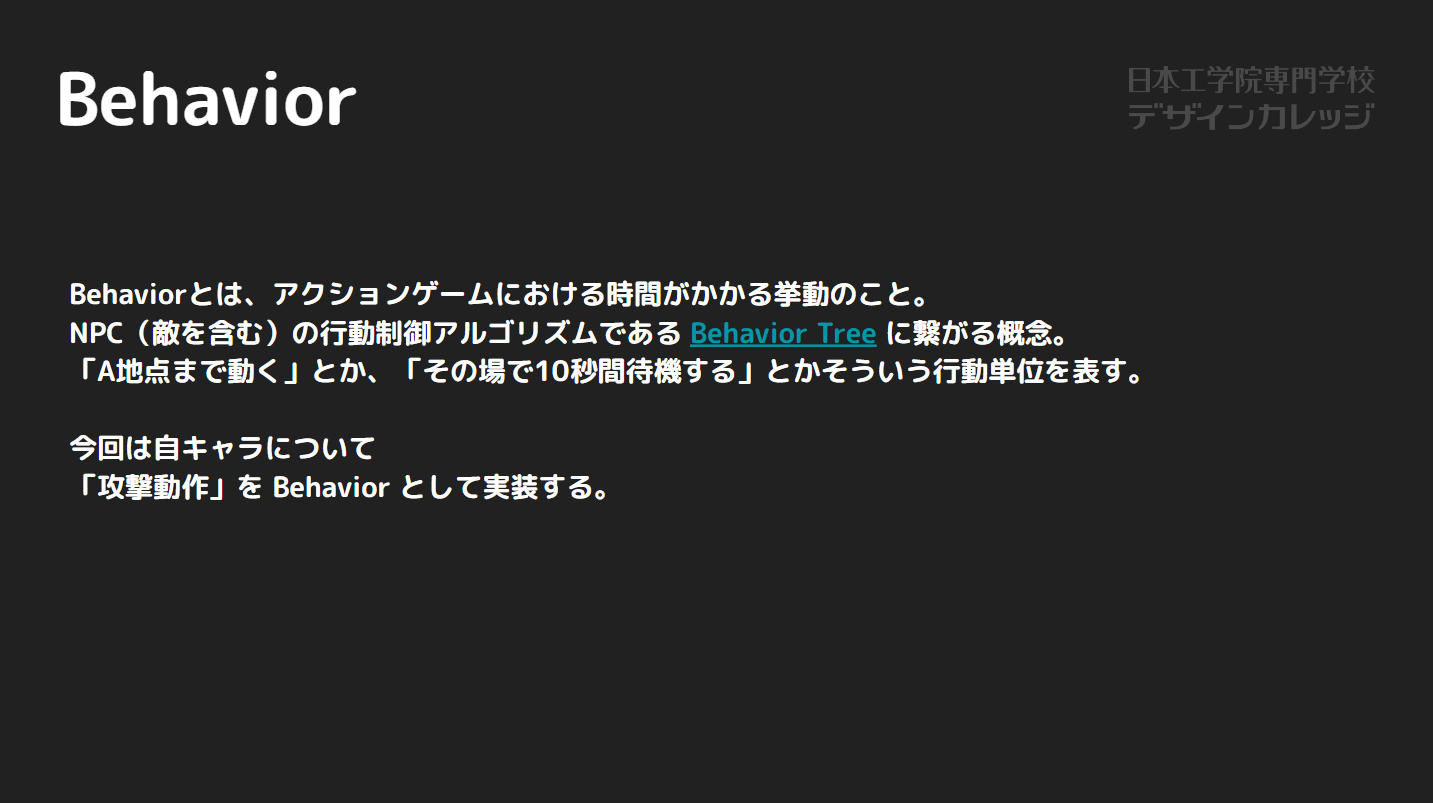 Behavior
日本工学院専門学校
デザインカレッジ
Behaviorとは、アクションゲームにおける時間がかかる挙動のこと。
NPC（敵を含む）の行動制御アルゴリズムである Behavior Tree に繋がる概念。
「A地点まで動く」とか、「その場で10秒間待機する」とかそういう行動単位を表す。
今回は自キャラについて
「攻撃動作」を Behavior として実装する。